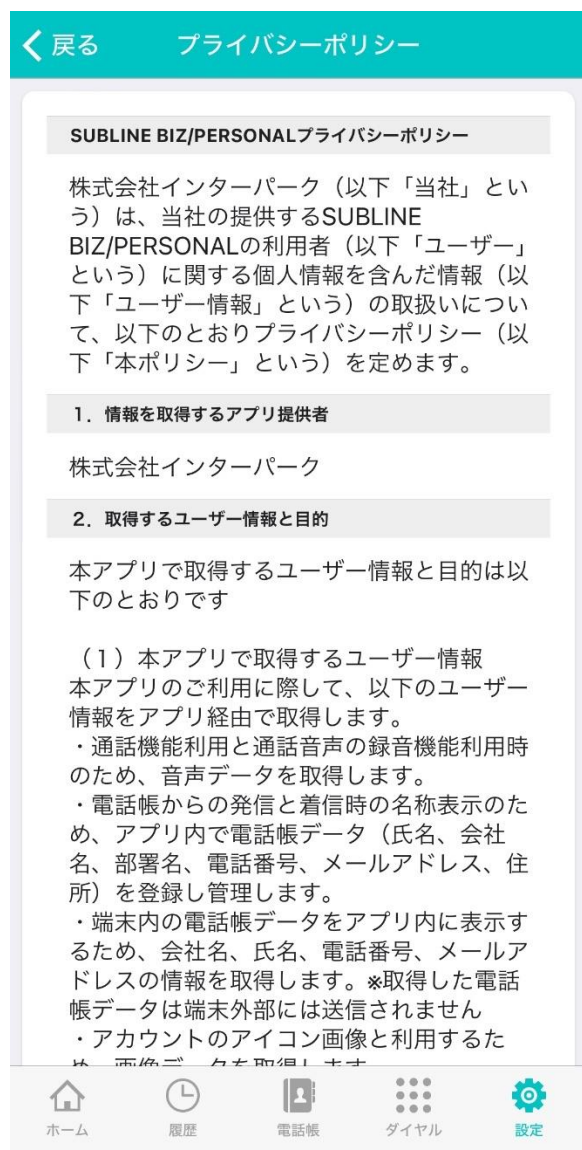 戻る
プライバシーポリシー
SUBLINE BIZ/PERSONALプライバシーポリシー
株式会社インターパーク（以下「当社」とい
う）は、当社の提供するSUBLINE
BIZ/PERSONALの利用者（以下「ユーザー」
という）に関する個人情報を含んだ情報（以
下「ユーザー情報」という）の取扱いについ
て、以下のとおりプライバシーポリシー（以
下「本ポリシー」という）を定めます。
1．情報を取得するアプリ提供者
株式会社インターパーク
2．取得するユーザー情報と目的
本アプリで取得するユーザー情報と目的は以
下のとおりです
（1）本アプリで取得するユーザー情報
本アプリのご利用に際して、以下のユーザー
情報をアプリ経由で取得します。
・通話機能利用と通話音声の録音機能利用時
のため、音声データを取得します。
・電話帳からの発信と着信時の名称表示のた
め、アプリ内で電話帳データ（氏名、会社
名、部署名、電話番号、メールアドレス、住
所）を登録し管理します。
・端末内の電話帳データをアプリ内に表示す
るため、会社名、氏名、電話番号、メールア
ドレスの情報を取得します。※取得した電話
帳データは端末外部には送信されません
・アカウントのアイコン画像と利用するた
め、画像データを取得します
ホーム
履歴
電話帳
ダイヤル
設定